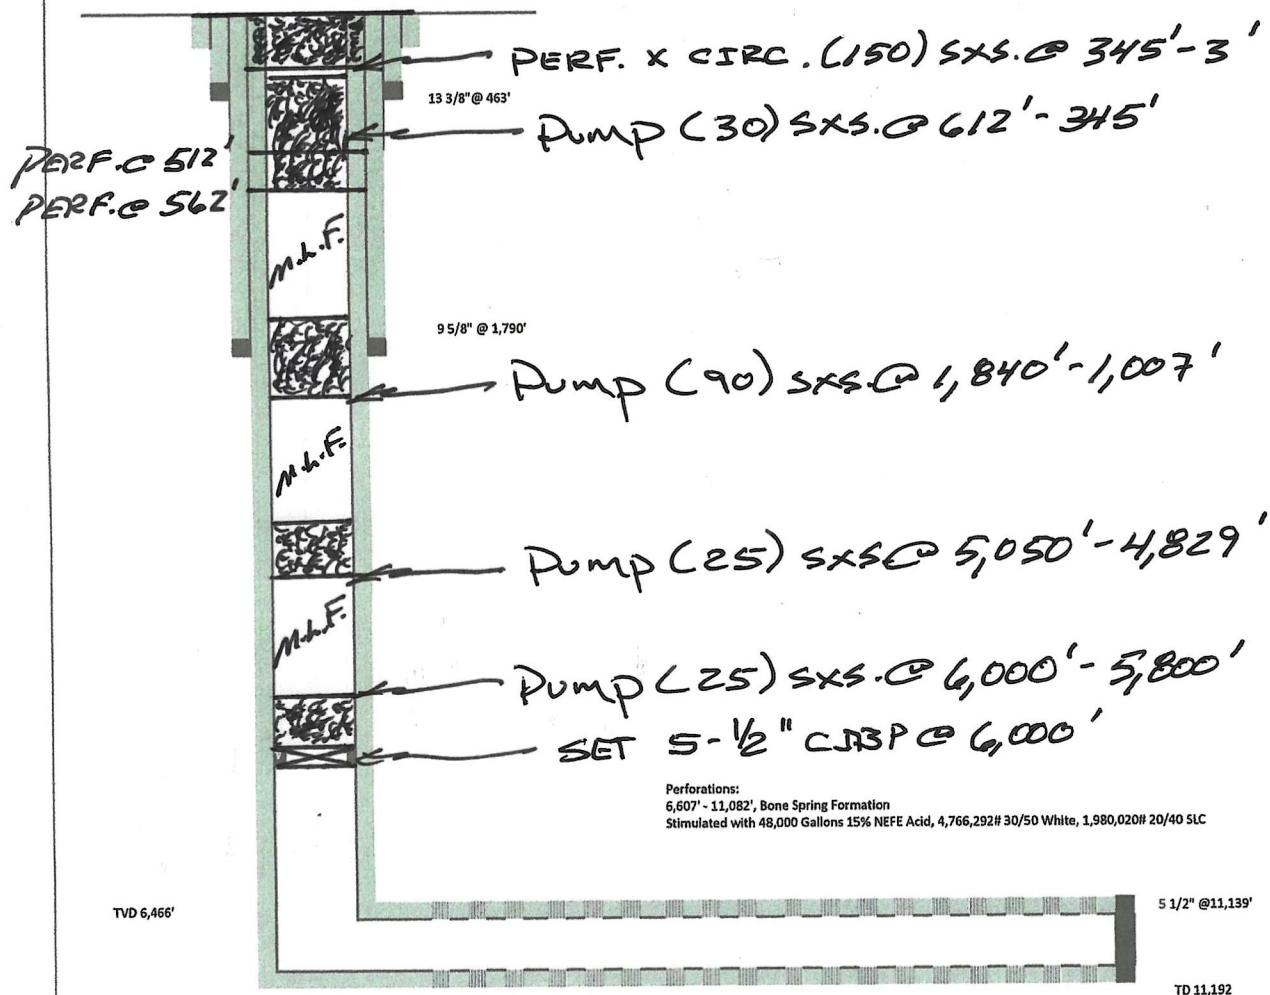 PERF. X CIRC. (150) SXS. @ 345'-3'
13 3/8"@ 463'
Pump (30) SXS. @ 612'-345'
PERF. @ 512'
PERF. @ 562'
M.L.F.
9 5/8" @ 1,790'
Pump (90) SXS. @ 1,840'-1,007'
M.L.F.
Pump (25) SXS @ 5,050'-4,829'
M.L.F.
Pump (25) SXS. @ 6,000'-5,800'
SET 5-1/2" CIBP @ 6,000'
Perforations:
6,607' - 11,082', Bone Spring Formation
Stimulated with 48,000 Gallons 15% NEFE Acid, 4,766,292# 30/50 White, 1,980,020# 20/40 SLC
TVD 6,466'
5 1/2" @11,139'
TD 11,192